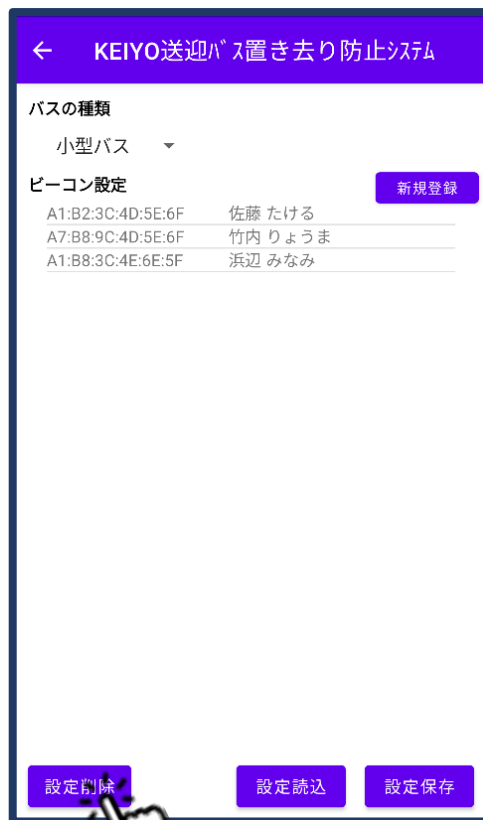 KEIYO送迎ﾊﾞｽ置き去り防止ｼｽﾃﾑ
バスの種類
小型バス
ビーコン設定 新規登録
A1:B2:3C:4D:5E:6F 佐藤 たける
A7:B8:9C:4D:5E:6F 竹内 りょうま
A1:B8:3C:4E:6E:5F 浜辺 みなみ
設定削除 設定読込 設定保存